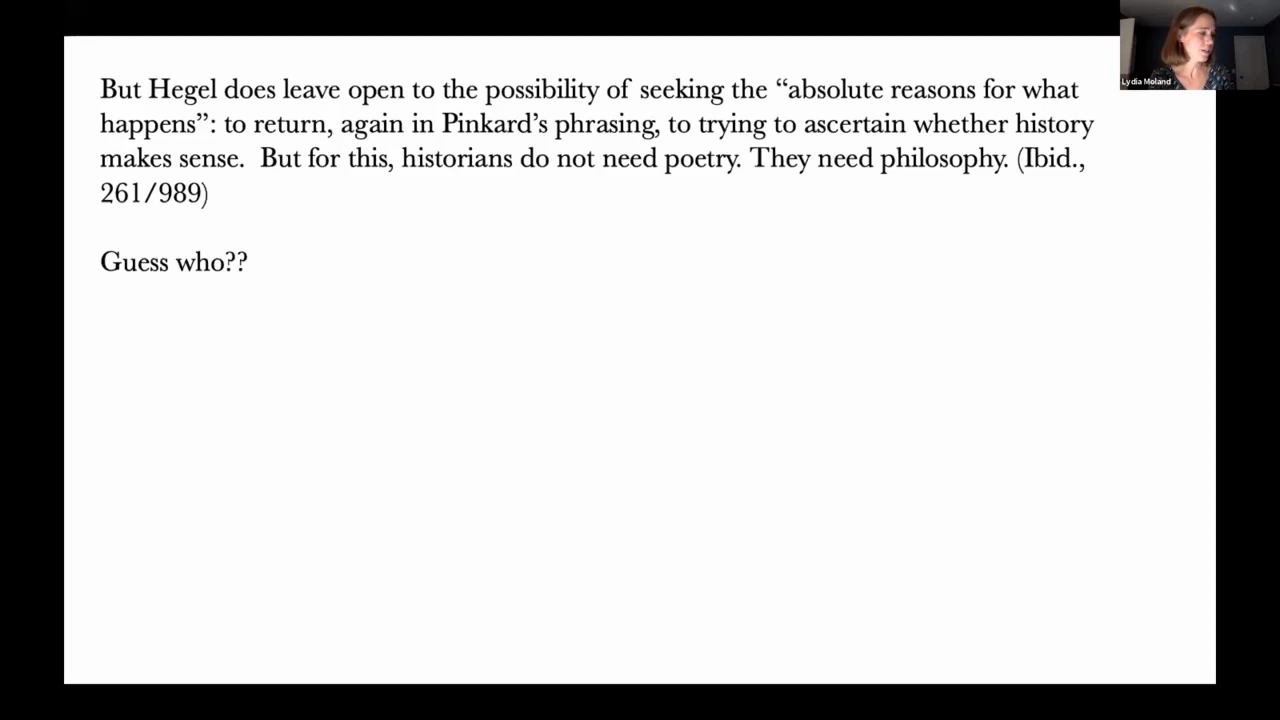 But Hegel does leave open to the possibility of seeking the “absolute reasons for what
happens”: to return, again in Pinkard’s phrasing, to trying to ascertain whether history
makes sense.  But for this, historians do not need poetry. They need philosophy. (Ibid.,
261/989)
Guess who??
Lydia Moland